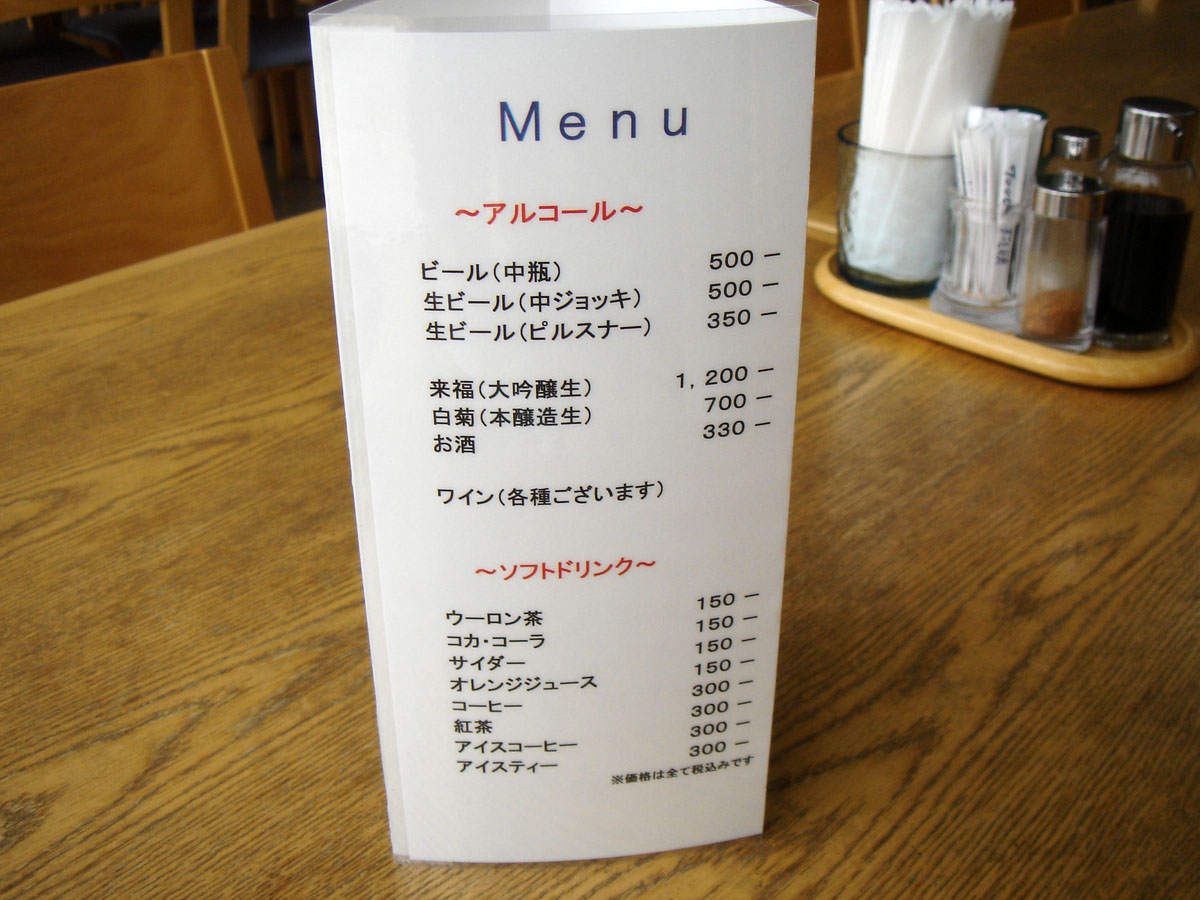 Menu
～アルコール～
ビール(中瓶) 500－
生ビール(中ジョッキ) 500－
生ビール(ピルスナー) 350－
来福(大吟醸生) 1,200－
白菊(本醸造生) 700－
お酒 330－
ワイン(各種ございます)
～ソフトドリンク～
ウーロン茶 150－
コカ・コーラ 150－
サイダー 150－
オレンジジュース 150－
コーヒー 300－
紅茶 300－
アイスコーヒー 300－
アイスティー 300－
※価格は全て税込みです